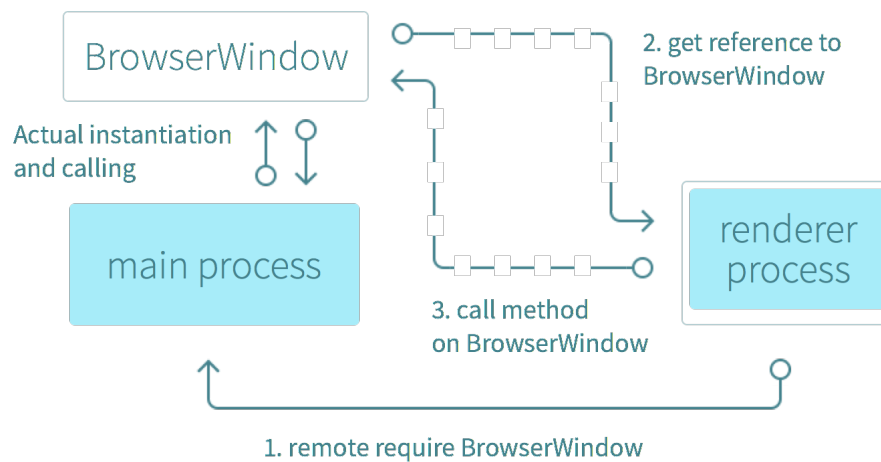 BrowserWindow
2. get reference to
BrowserWindow
Actual instantiation
and calling
main process
renderer
process
3. call method
on BrowserWindow
1. remote require BrowserWindow